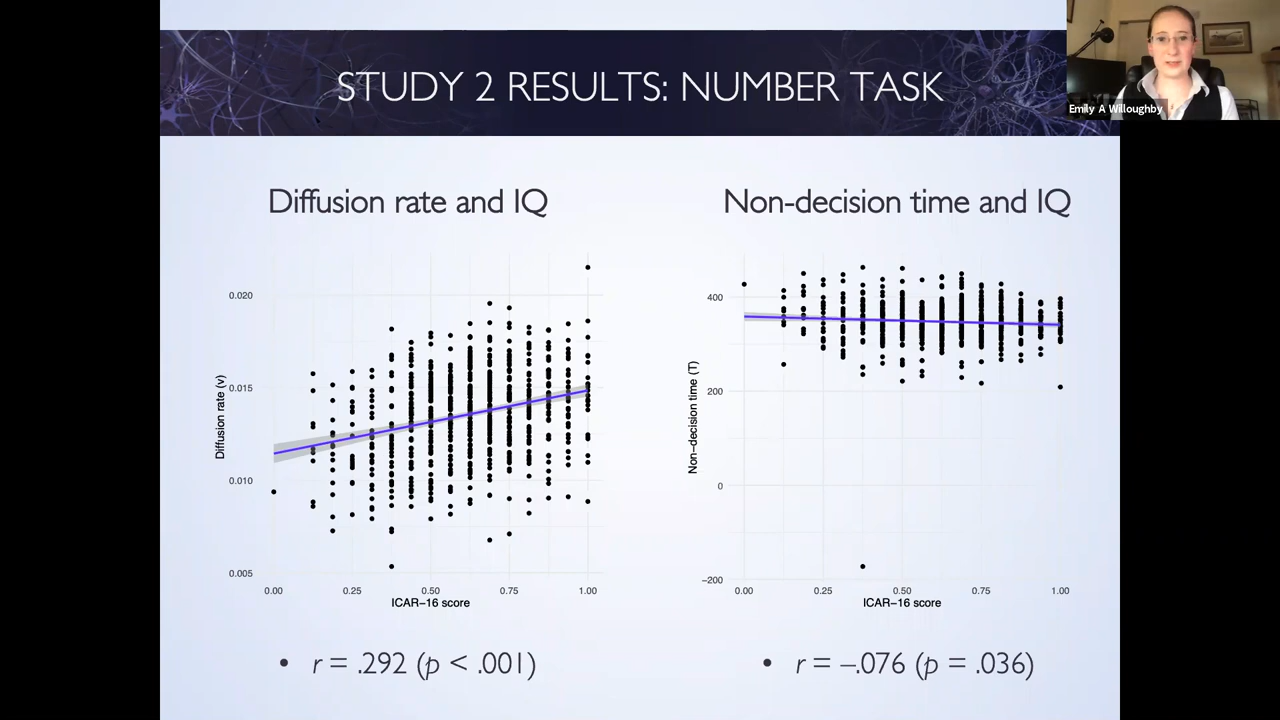 STUDY 2 RESULTS: NUMBER TASK
Emily A Willoughby
Diffusion rate and IQ
0.020
0.015
0.010
0.005
Diffusion rate (v)
0.00 0.25 0.50 0.75 1.00
ICAR−16 score
• r = .292 (p < .001)
Non-decision time and IQ
400
200
0
−200
Non−decision time (T)
0.00 0.25 0.50 0.75 1.00
ICAR−16 score
• r = –.076 (p = .036)